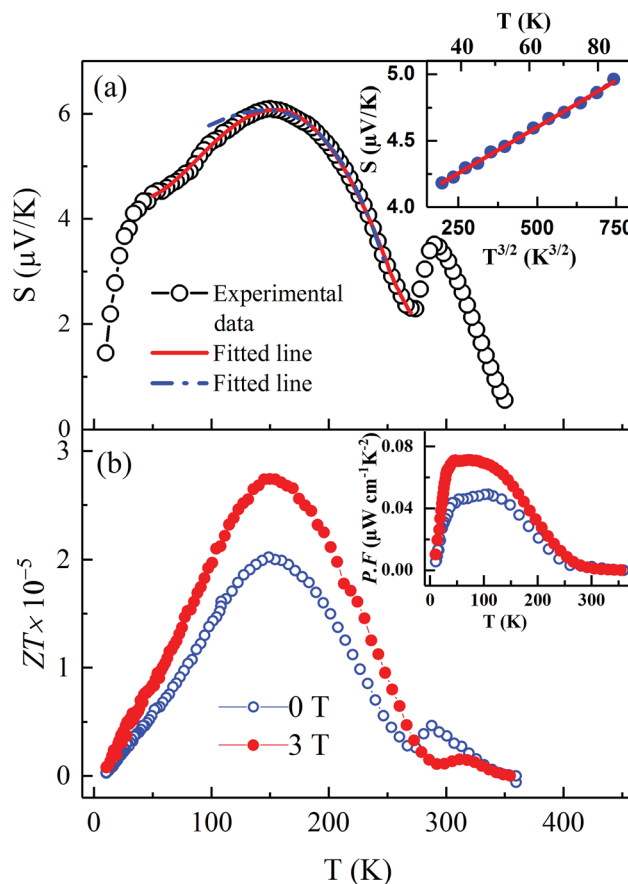 T (K)
40 60 80
(a)
6
4
2
0
S (μV/K)
5.0
4.5
4.0
S (μV/K)
250 500 750
T^{3/2} (K^{3/2})
Experimental
data
Fitted line
Fitted line
(b)
3
2
1
0
ZT× 10⁻⁵
0.08
0.04
0.00
P.F (μW cm⁻¹K⁻²)
0 100 200 300
T (K)
0 T
3 T
0 100 200 300 400
T (K)